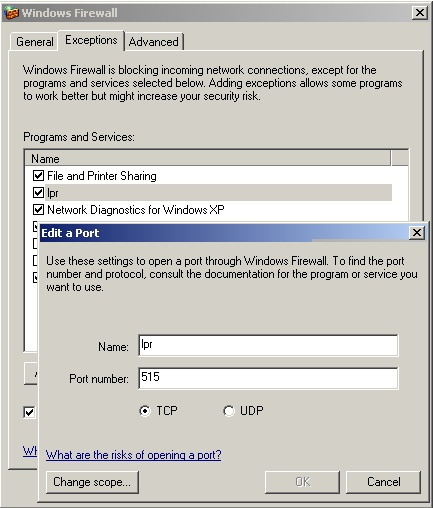 Windows Firewall
General Exceptions Advanced
Windows Firewall is blocking incoming network connections, except for the
programs and services selected below. Adding exceptions allows some programs
to work better but might increase your security risk.
Programs and Services:
Name
File and Printer Sharing
lpr
Network Diagnostics for Windows XP
Edit a Port
Use these settings to open a port through Windows Firewall. To find the port
number and protocol, consult the documentation for the program or service you
want to use.
Name: lpr
Port number: 515
TCP UDP
What are the risks of opening a port?
Change scope... OK Cancel